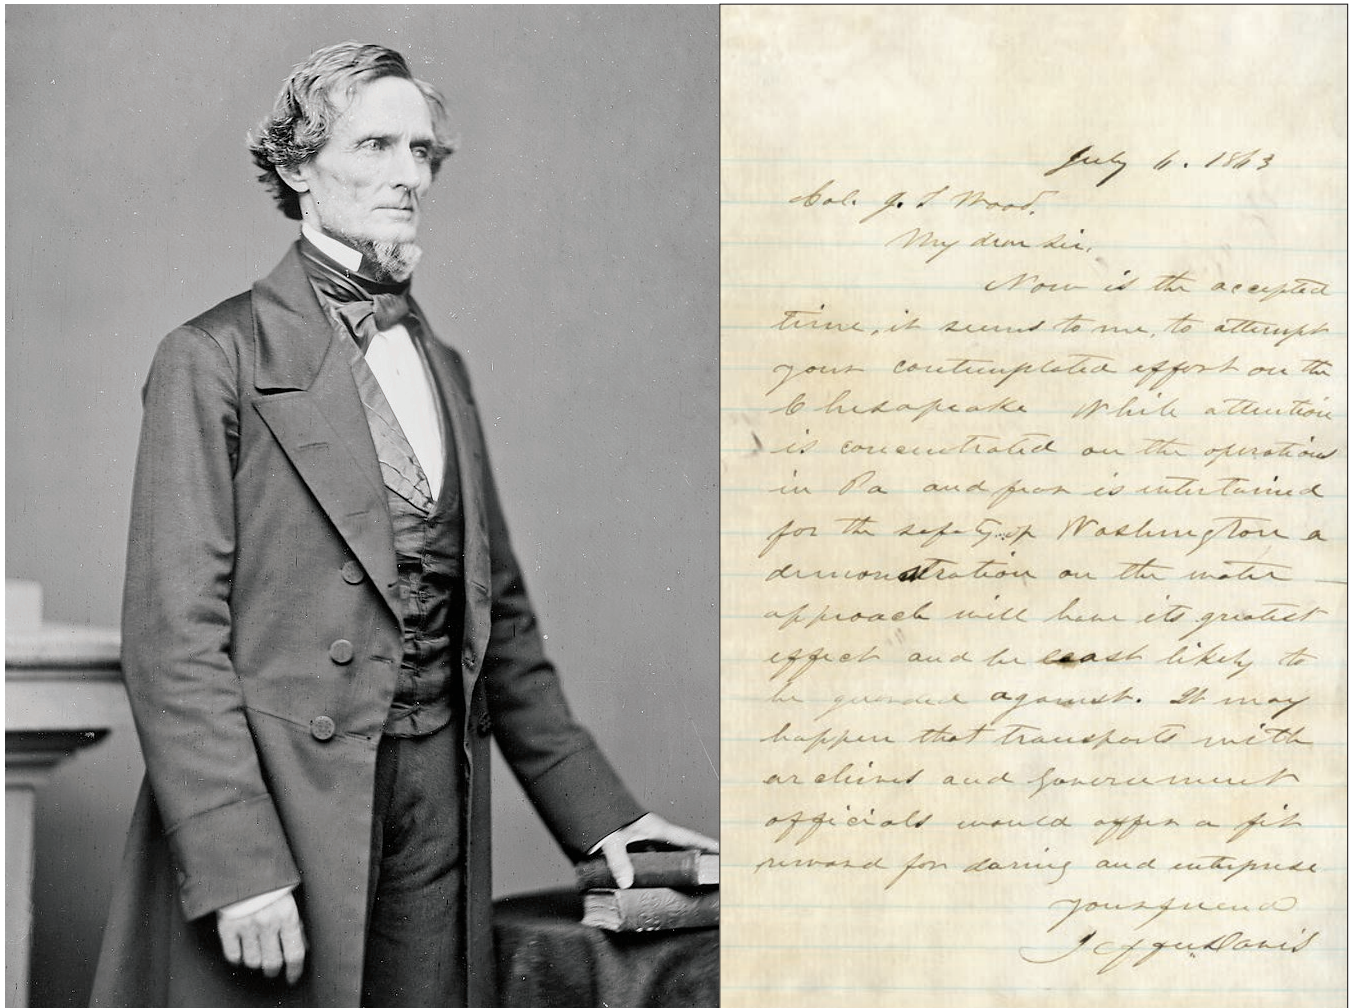 July 6. 1863
Col. J. T Wood.
My dear Sir,
Now is the accepted
time, it seems to me, to attempt
your contemplated effort on the
Chesapeake While attention
is concentrated on the operations
in Pa and fear is entertained
for the safety of Washington a
demonstration on the water
approach will have its greatest
effect and be least likely to
be guarded against. It may
happen that transports with
archives and Government
officials would offer a fit
reward for daring and enterprise
your friend
Jeffn Davis